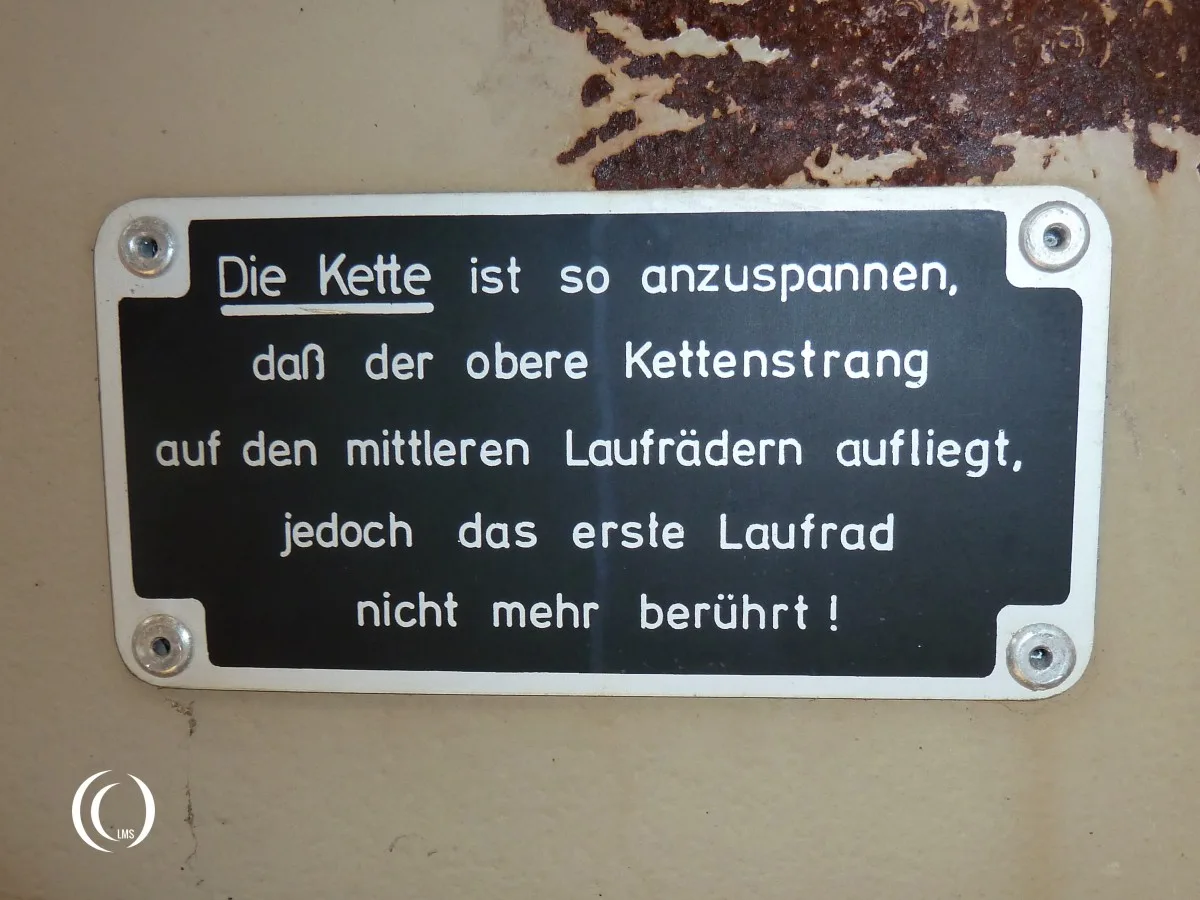 Die Kette ist so anzuspannen,
daß der obere Kettenstrang
auf den mittleren Laufrädern aufliegt,
jedoch das erste Laufrad
nicht mehr berührt !
LMS